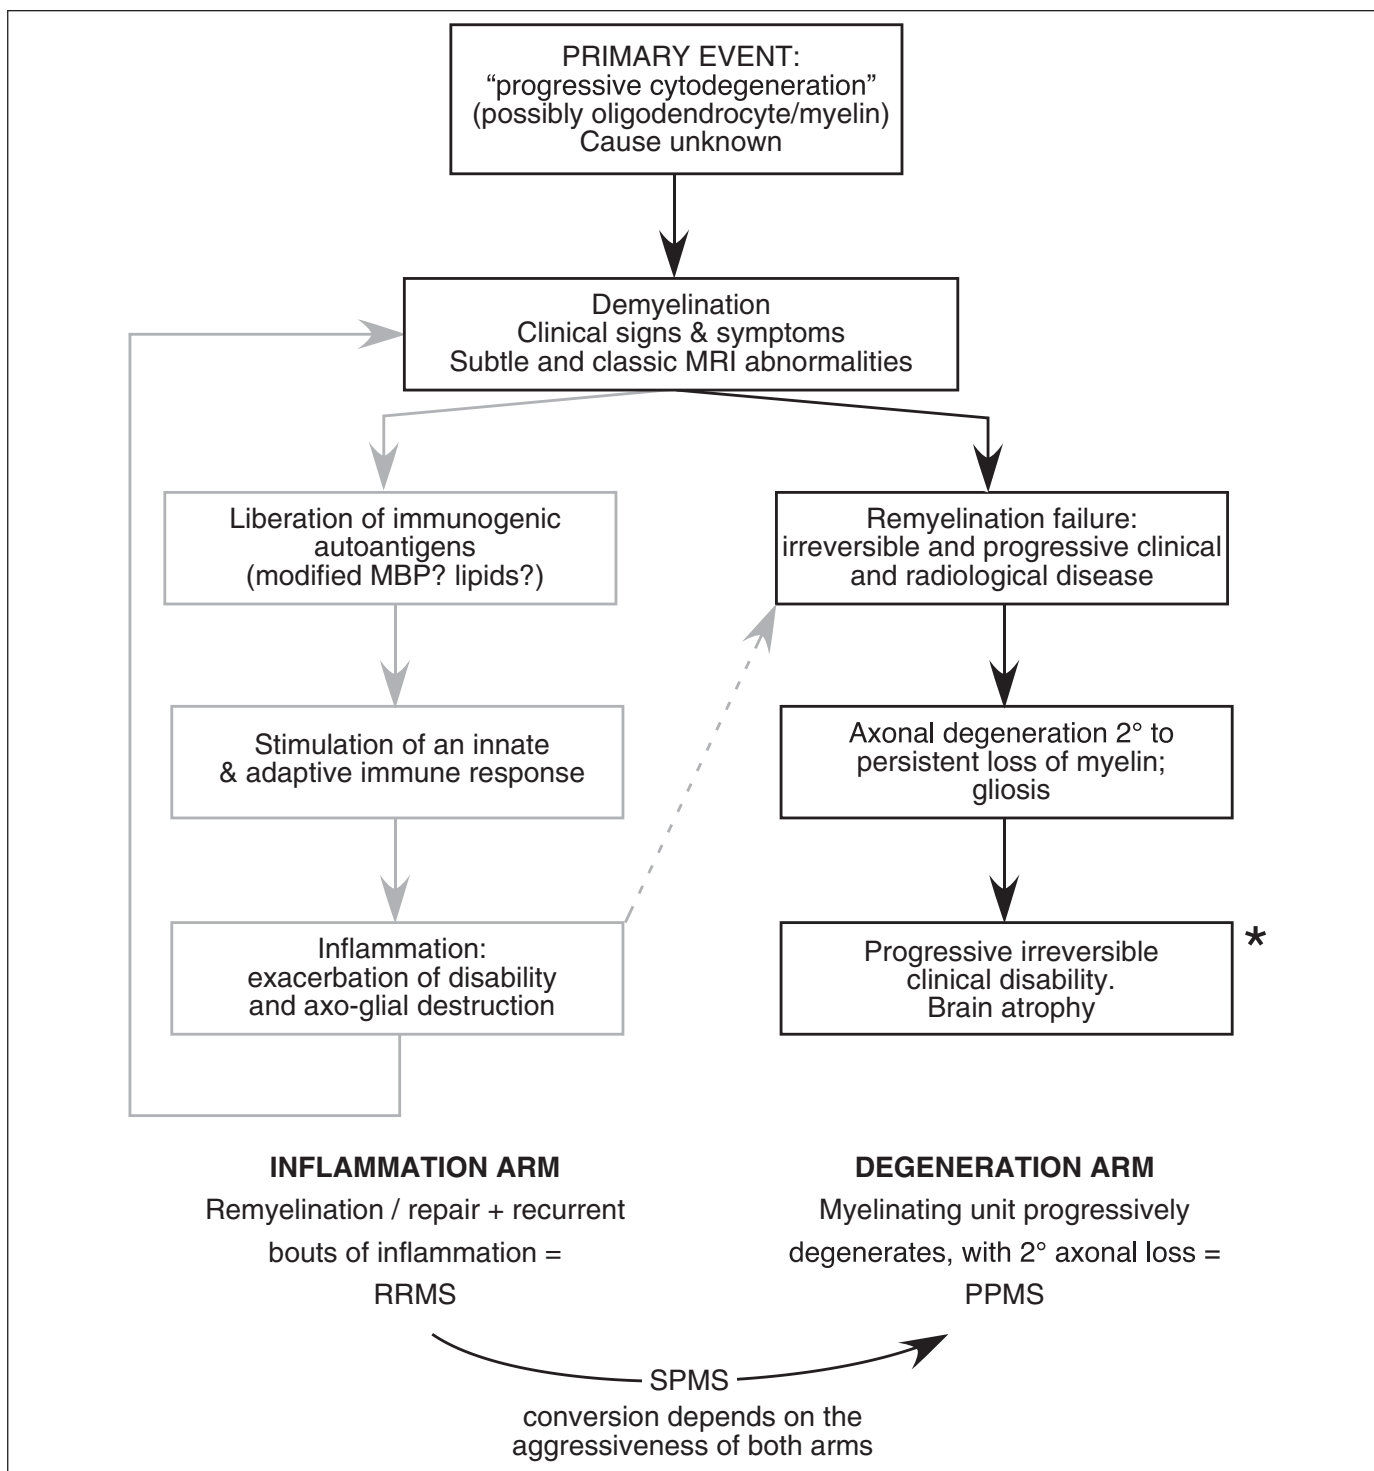 PRIMARY EVENT:
“progressive cytodegeneration”
(possibly oligodendrocyte/myelin)
Cause unknown
Demyelination
Clinical signs & symptoms
Subtle and classic MRI abnormalities
Liberation of immunogenic
autoantigens
(modified MBP? lipids?)
Stimulation of an innate
& adaptive immune response
Inflammation:
exacerbation of disability
and axo-glial destruction
Remyelination failure:
irreversible and progressive clinical
and radiological disease
Axonal degeneration 2° to
persistent loss of myelin;
gliosis
Progressive irreversible
clinical disability.
Brain atrophy
*
INFLAMMATION ARM
Remyelination / repair + recurrent
bouts of inflammation =
RRMS
DEGENERATION ARM
Myelinating unit progressively
degenerates, with 2° axonal loss =
PPMS
SPMS
conversion depends on the
aggressiveness of both arms